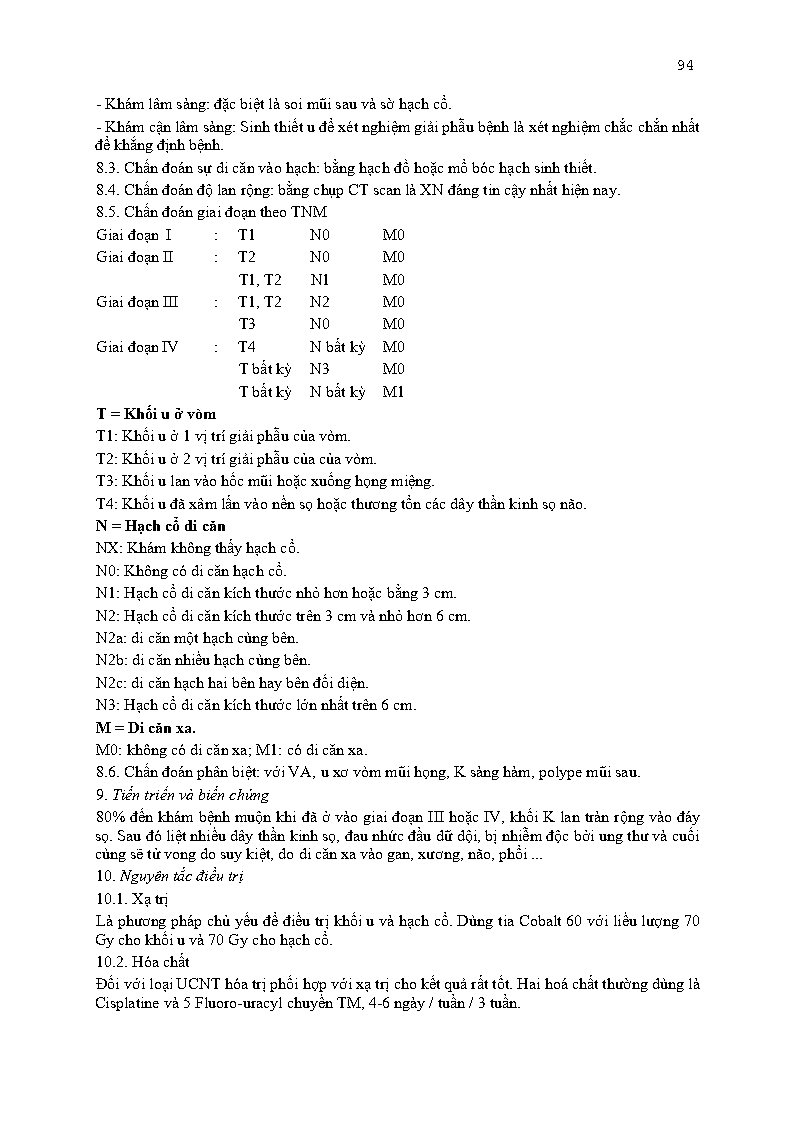 94
- Khám lâm sàng: đặc biệt là soi mũi sau và sờ hạch cổ.
- Khám cận lâm sàng: Sinh thiết u để xét nghiệm giải phẫu bệnh là xét nghiệm chắc chắn nhất
để khẳng định bệnh.
8.3. Chẩn đoán sự di căn vào hạch: bằng hạch đồ hoặc mổ bóc hạch sinh thiết.
8.4. Chẩn đoán độ lan rộng: bằng chụp CT scan là XN đáng tin cậy nhất hiện nay.
8.5. Chẩn đoán giai đoạn theo TNM
Giai đoạn I : T1 N0 M0
Giai đoạn II : T2 N0 M0
T1, T2 N1 M0
Giai đoạn III : T1, T2 N2 M0
T3 N0 M0
Giai đoạn IV : T4 N bất kỳ M0
T bất kỳ N3 M0
T bất kỳ N bất kỳ M1
T = Khối u ở vòm
T1: Khối u ở 1 vị trí giải phẫu của vòm.
T2: Khối u ở 2 vị trí giải phẫu của của vòm.
T3: Khối u lan vào hốc mũi hoặc xuống họng miệng.
T4: Khối u đã xâm lấn vào nền sọ hoặc thương tổn các dây thần kinh sọ não.
N = Hạch cổ di căn
NX: Khám không thấy hạch cổ.
N0: Không có di căn hạch cổ.
N1: Hạch cổ di căn kích thước nhỏ hơn hoặc bằng 3 cm.
N2: Hạch cổ di căn kích thước trên 3 cm và nhỏ hơn 6 cm.
N2a: di căn một hạch cùng bên.
N2b: di căn nhiều hạch cùng bên.
N2c: di căn hạch hai bên hay bên đối diện.
N3: Hạch cổ di căn kích thước lớn nhất trên 6 cm.
M = Di căn xa.
M0: không có di căn xa; M1: có di căn xa.
8.6. Chẩn đoán phân biệt: với VA, u xơ vòm mũi họng, K sàng hàm, polype mũi sau.
9. Tiến triển và biến chứng
80% đến khám bệnh muộn khi đã ở vào giai đoạn III hoặc IV, khối K lan tràn rộng vào đáy
sọ. Sau đó liệt nhiều dây thần kinh sọ, đau nhức đầu dữ dội, bị nhiễm độc bởi ung thư và cuối
cùng sẽ tử vong do suy kiệt, do di căn xa vào gan, xương, não, phổi ...
10. Nguyên tắc điều trị
10.1. Xạ trị
Là phương pháp chủ yếu để điều trị khối u và hạch cổ. Dùng tia Cobalt 60 với liều lượng 70
Gy cho khối u và 70 Gy cho hạch cổ.
10.2. Hóa chất
Đối với loại UCNT hóa trị phối hợp với xạ trị cho kết quả rất tốt. Hai hoá chất thường dùng là
Cisplatine và 5 Fluoro-uracyl chuyền TM, 4-6 ngày / tuần / 3 tuần.